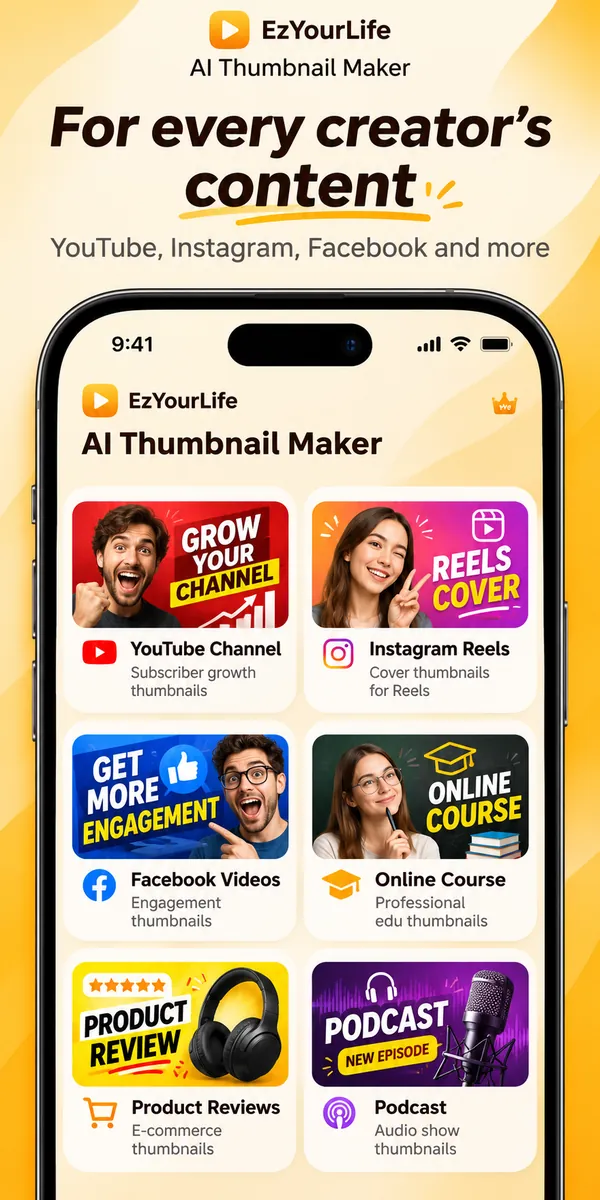 EzYourLife
AI Thumbnail Maker
For every creator's
content
YouTube, Instagram, Facebook and more
9:41
EzYourLife
AI Thumbnail Maker
GROW
YOUR
CHANNEL
YouTube Channel
Subscriber growth
thumbnails
REELS
COVER
Instagram Reels
Cover thumbnails
for Reels
GET
MORE
ENGAGEMENT
Facebook Videos
Engagement
thumbnails
ONLINE
COURSE
Online Course
Professional
edu thumbnails
PRODUCT
REVIEW
Product Reviews
E-commerce
thumbnails
PODCAST
NEW EPISODE
Podcast
Audio show
thumbnails